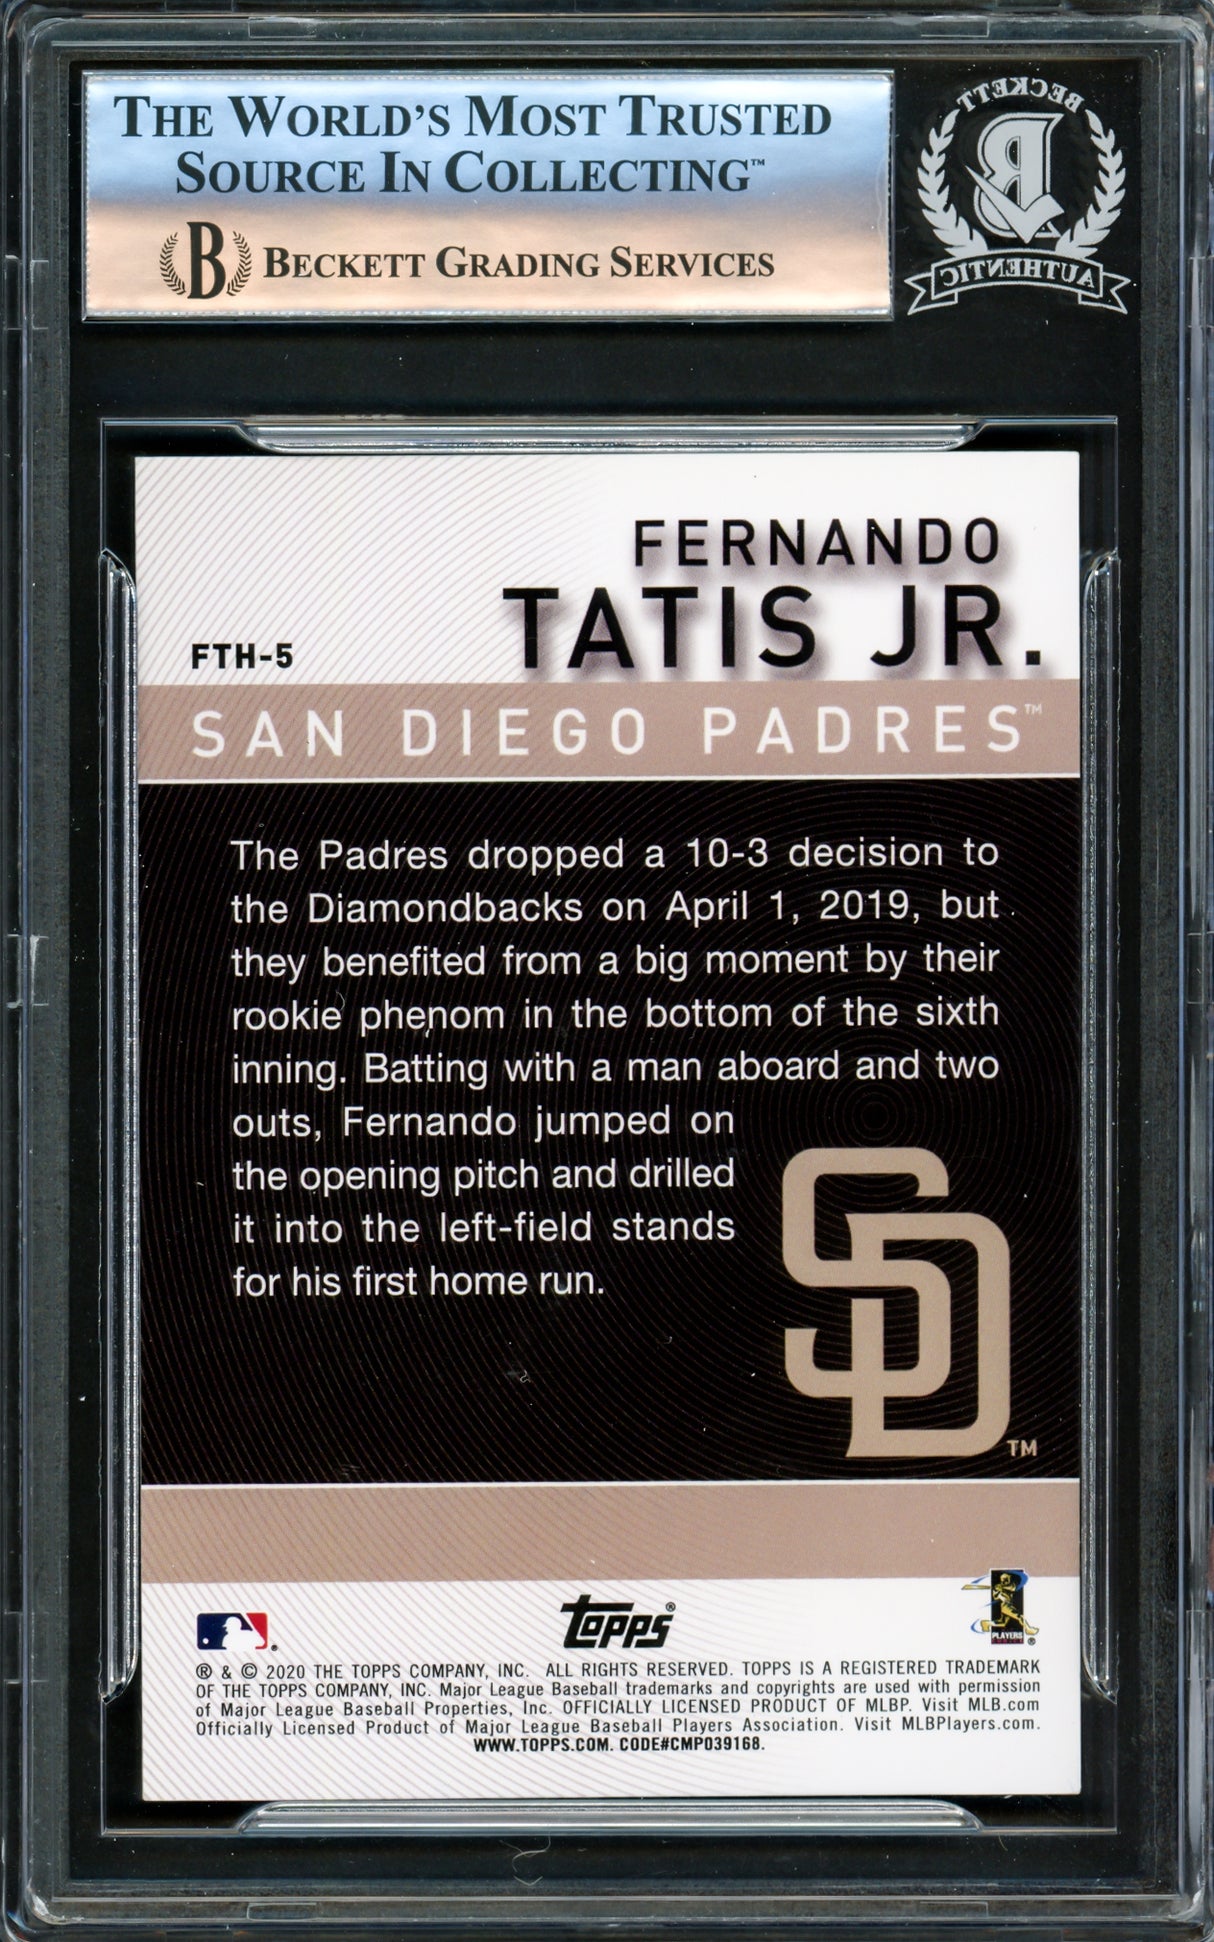 THE WORLD'S MOST TRUSTED
SOURCE IN COLLECTING™
B BECKETT GRADING SERVICES
BECKETT
B
AUTHENTIC
FERNANDO
TATIS JR.
FTH-5
SAN DIEGO PADRES™
The Padres dropped a 10-3 decision to
the Diamondbacks on April 1, 2019, but
they benefited from a big moment by their
rookie phenom in the bottom of the sixth
inning. Batting with a man aboard and two
outs, Fernando jumped on
the opening pitch and drilled
it into the left-field stands
for his first home run.
SD
TM
topps®
PLAYERS
CHOICE ®
® & © 2020 THE TOPPS COMPANY, INC. ALL RIGHTS RESERVED. TOPPS IS A REGISTERED TRADEMARK
OF THE TOPPS COMPANY, INC. Major League Baseball trademarks and copyrights are used with permission
of Major League Baseball Properties, Inc. OFFICIALLY LICENSED PRODUCT OF MLBP. Visit MLB.com
Officially Licensed Product of Major League Baseball Players Association. Visit MLBPlayers.com.
WWW.TOPPS.COM. CODE#CMP039168.